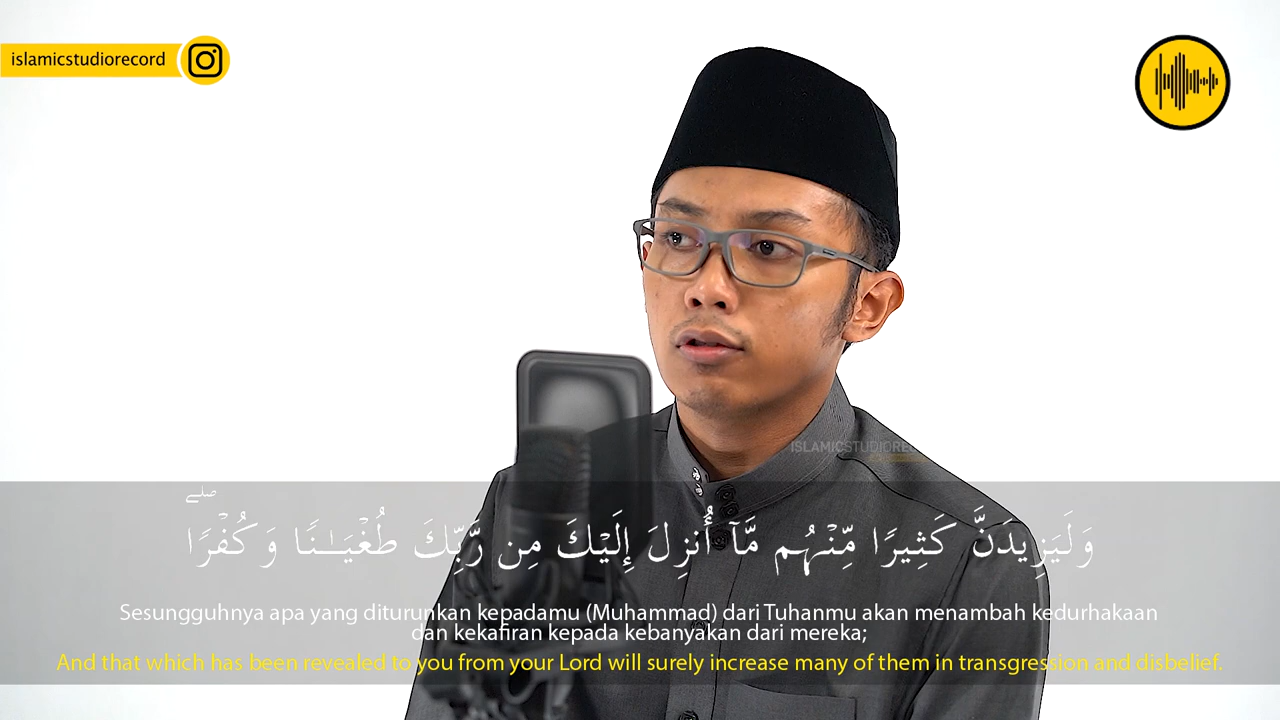 islamicstudiorecord
ISLAMICSTUDIOREC
وَلَيَزِيدَنَّ كَثِيرًا مِّنْهُم مَّآ أُنزِلَ إِلَيْكَ مِن رَّبِّكَ طُغْيَـٰنًا وَكُفْرًا ۖ
Sesungguhnya apa yang diturunkan kepadamu (Muhammad) dari Tuhanmu akan menambah kedurhakaan
dan kekafiran kepada kebanyakan dari mereka;
And that which has been revealed to you from your Lord will surely increase many of them in transgression and disbelief.